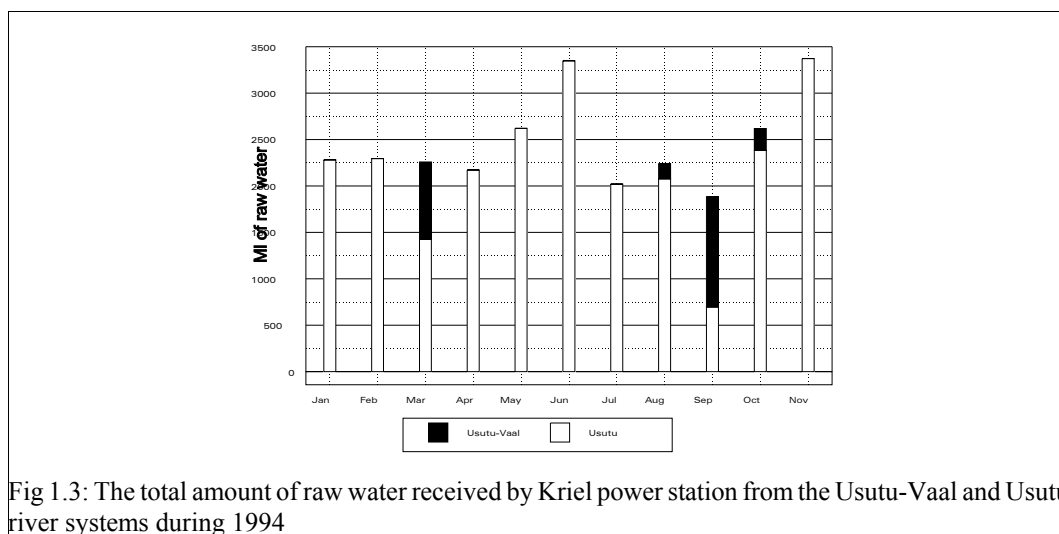 3500
3000
2500
2000
1500
1000
500
0
Ml of raw water
Jan Feb Mar Apr May Jun Jul Aug Sep Oct Nov
Usutu-Vaal Usutu
Fig 1.3: The total amount of raw water received by Kriel power station from the Usutu-Vaal and Usutu
river systems during 1994